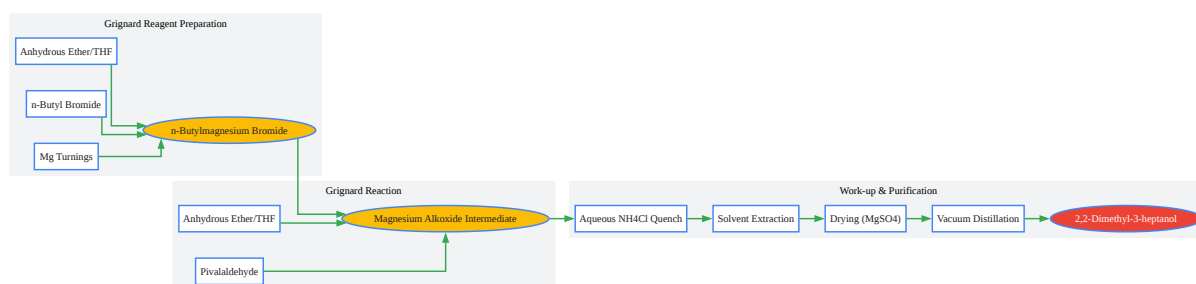 Grignard Reagent Preparation
Anhydrous Ether/THF
n-Butyl Bromide
n-Butylmagnesium Bromide
Mg Turnings
Grignard Reaction
Anhydrous Ether/THF
Magnesium Alkoxide Intermediate
Pivalaldehyde
Work-up & Purification
Aqueous NH4Cl Quench
Solvent Extraction
Drying (MgSO4)
Vacuum Distillation
2,2-Dimethyl-3-heptanol